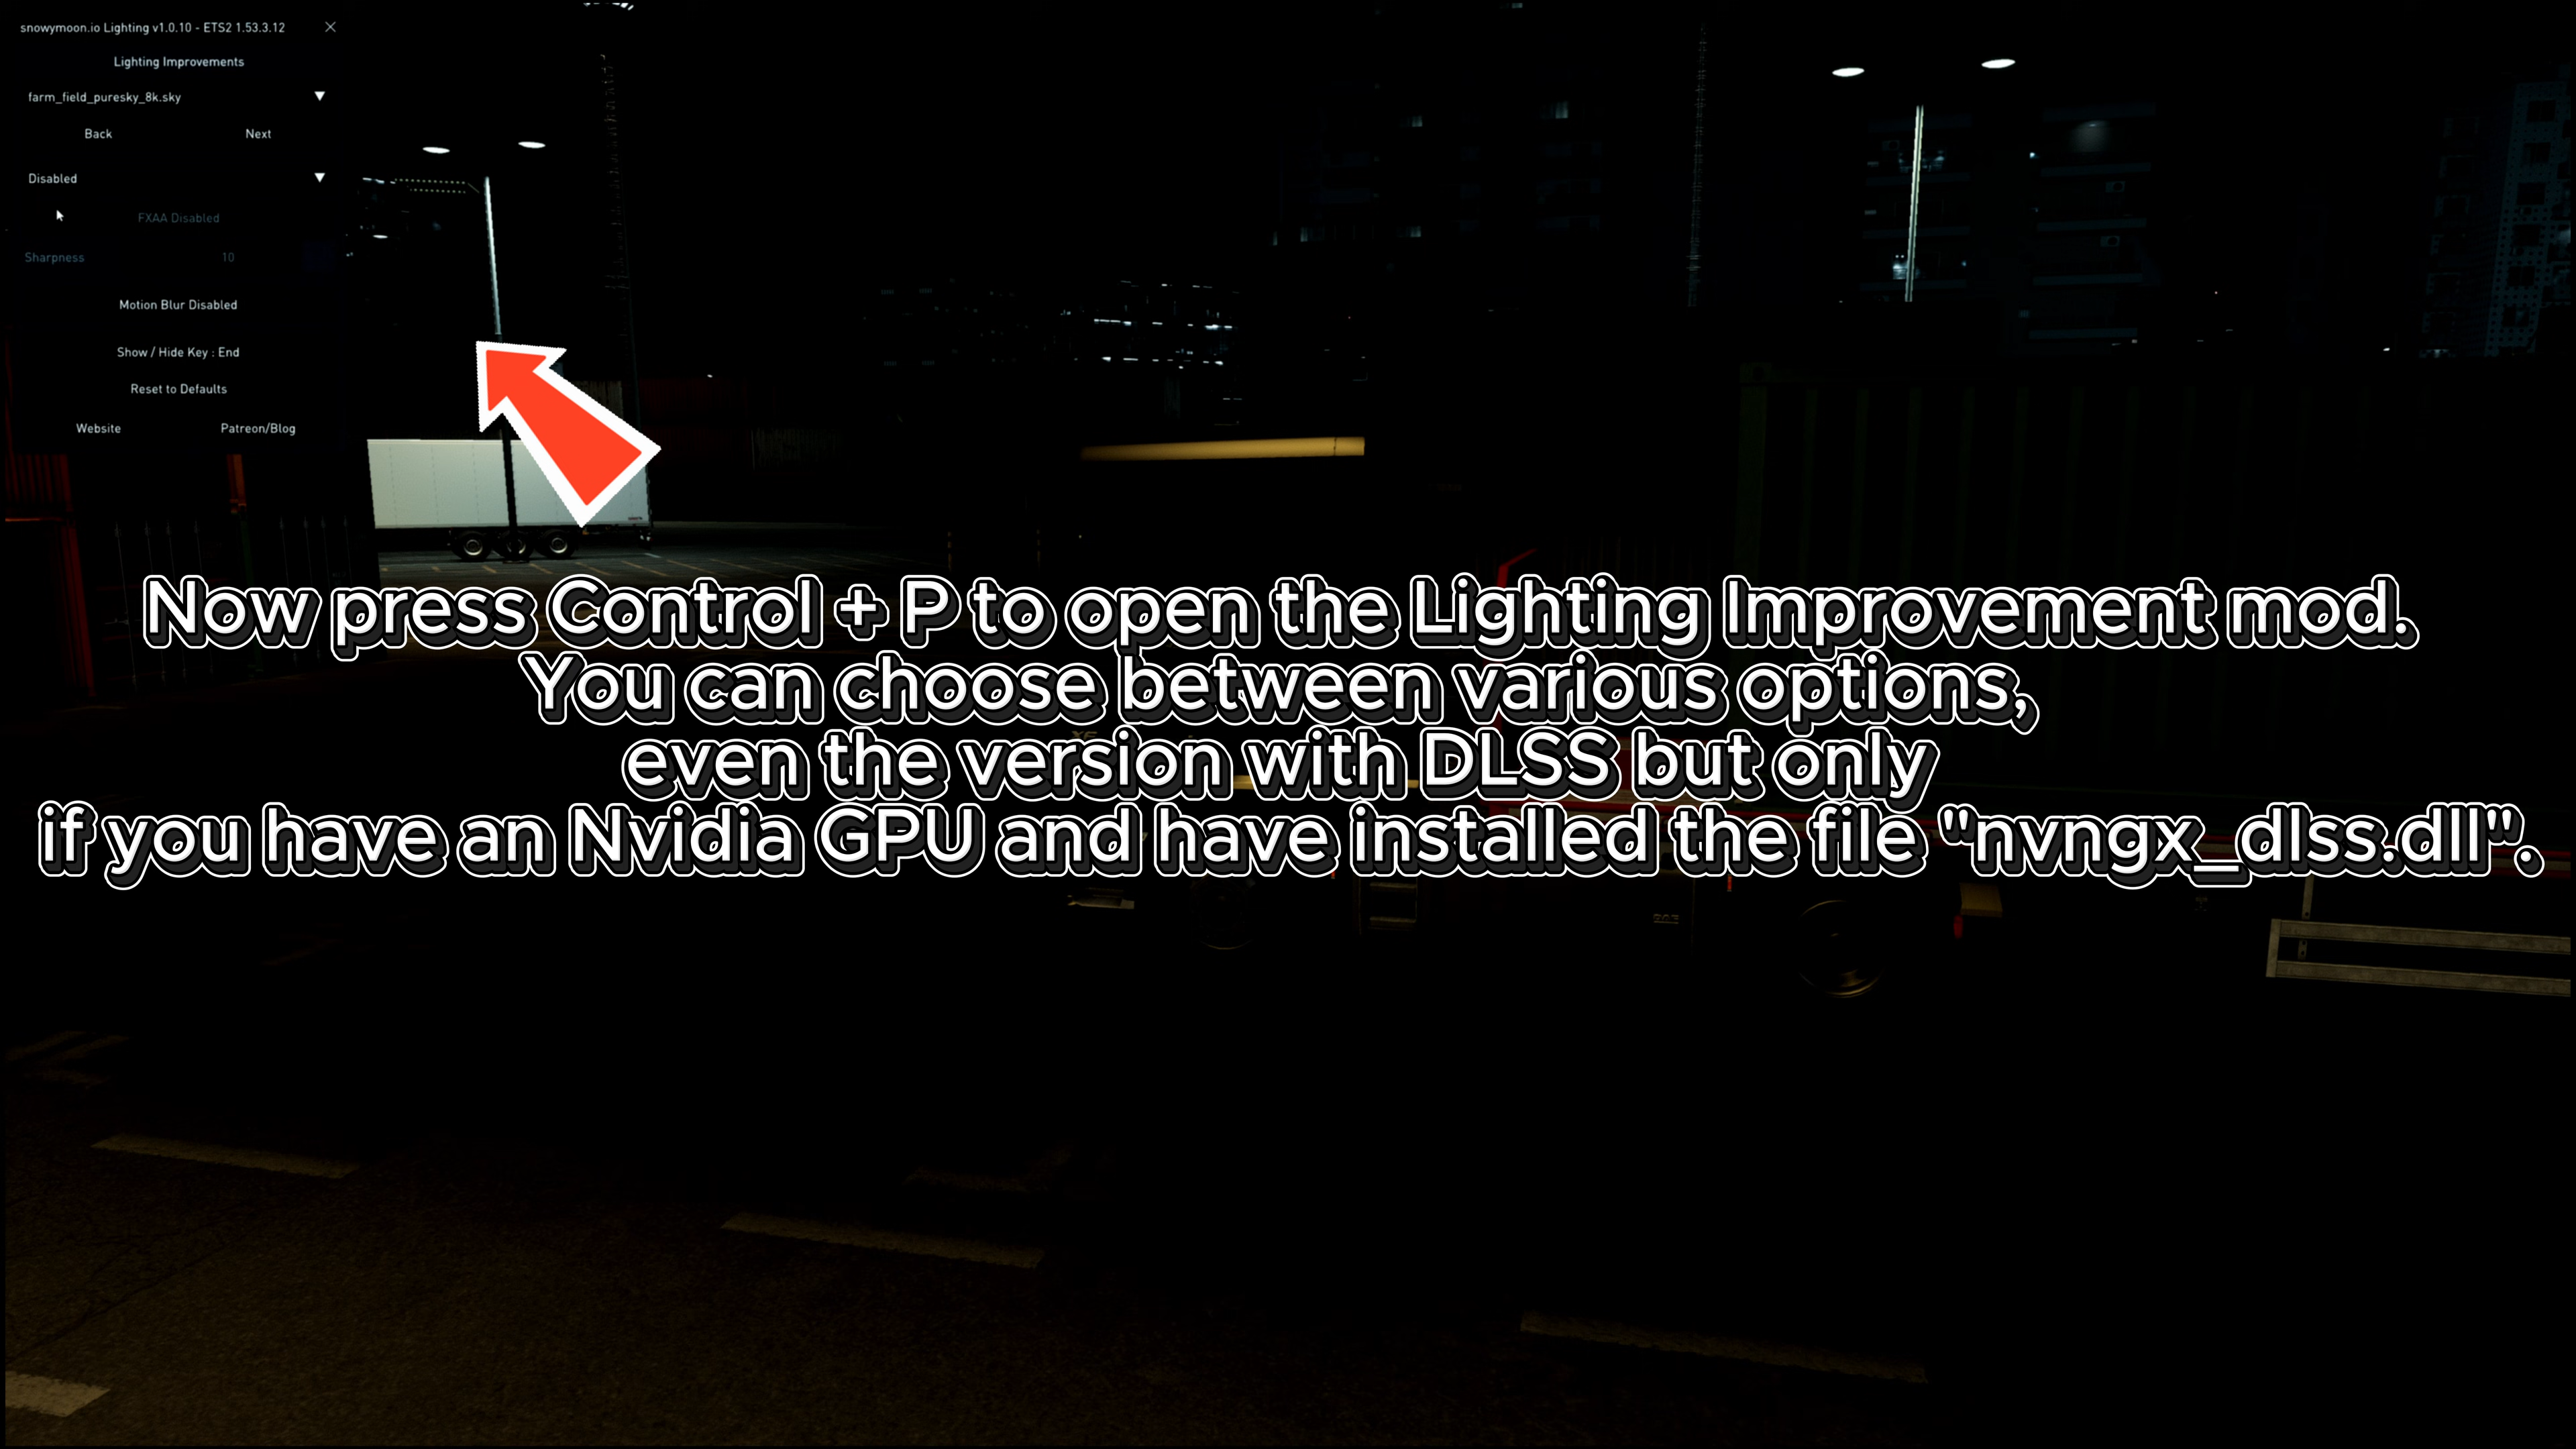 snowymoon.io Lighting v1.0.10 - ETS2 1.53.3.12
Lighting Improvements
farm_field_puresky_8k.sky
Back Next
Disabled
FXAA Disabled
Sharpness 10
Motion Blur Disabled
Show / Hide Key : End
Reset to Defaults
Website Patreon/Blog
Now press Control + P to open the Lighting Improvement mod.
You can choose between various options,
even the version with DLSS but only
if you have an Nvidia GPU and have installed the file "nvngx_dlss.dll".
XF
DAF